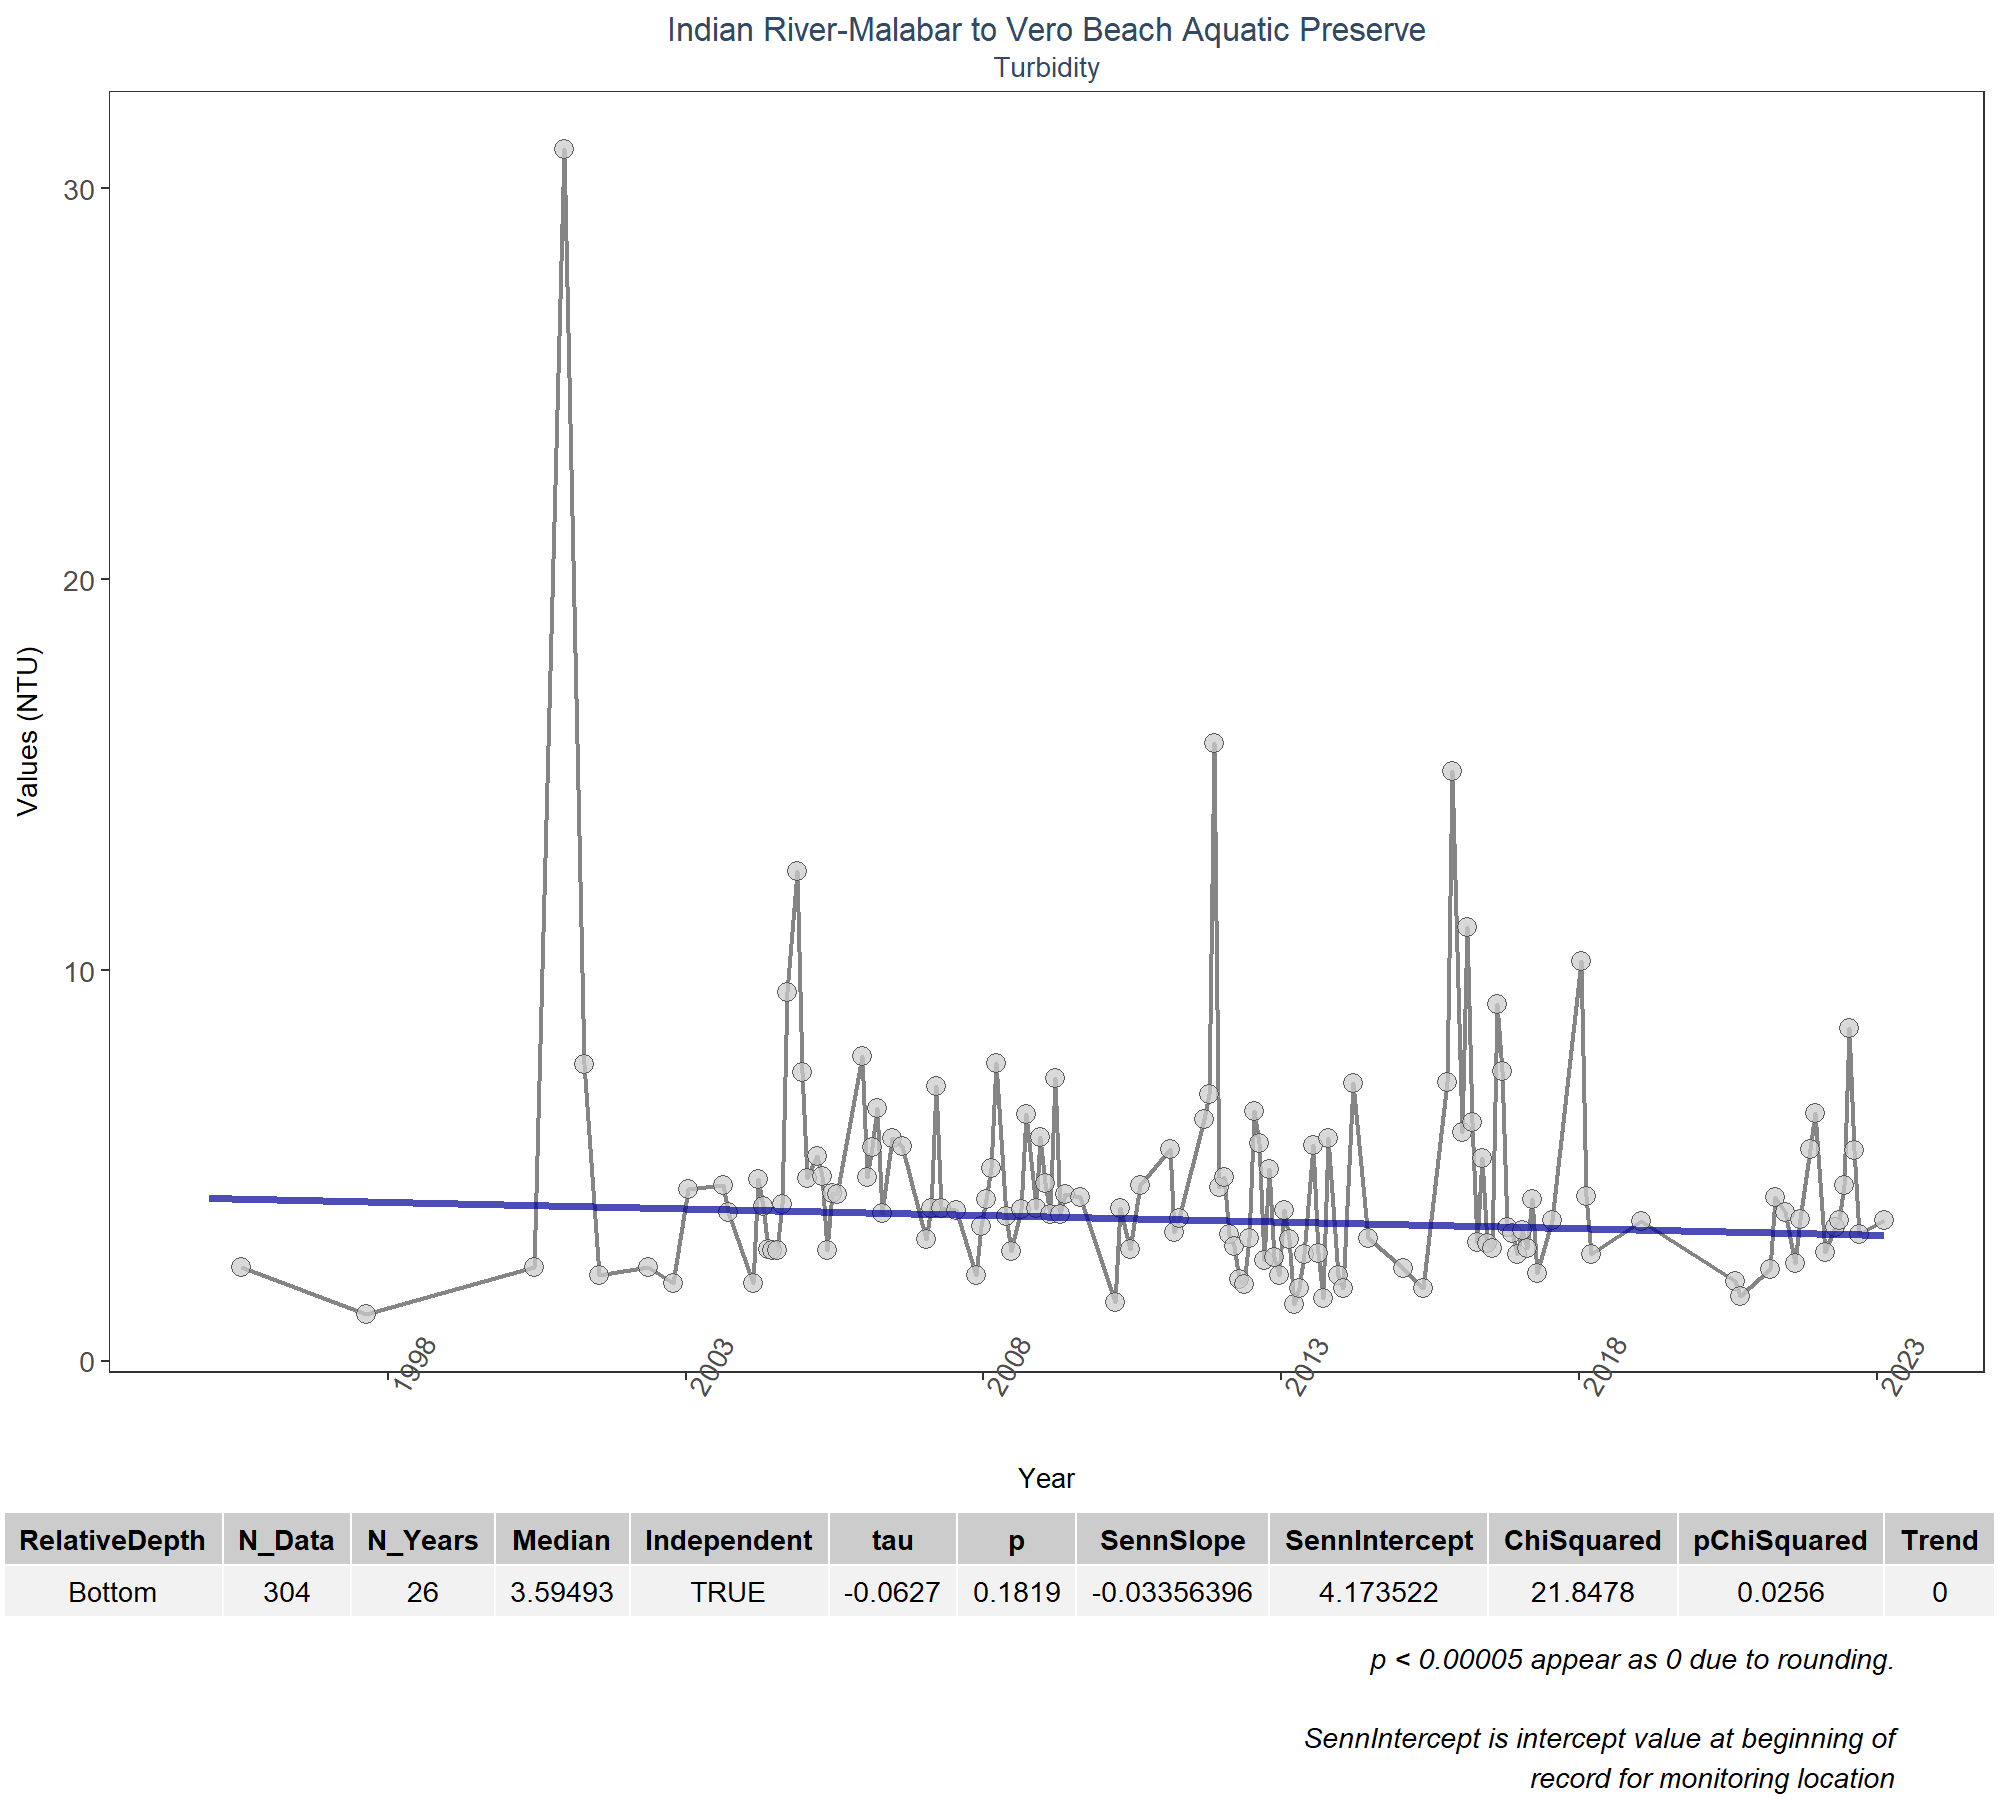 Indian River-Malabar to Vero Beach Aquatic Preserve
Turbidity
30
20
10
0
Values (NTU)
1998
2003
2008
2013
2018
2023
Year
RelativeDepth N_Data N_Years Median Independent tau p SennSlope SennIntercept ChiSquared pChiSquared Trend
Bottom 304 26 3.59493 TRUE -0.0627 0.1819 -0.03356396 4.173522 21.8478 0.0256 0
p < 0.00005 appear as 0 due to rounding.
SennIntercept is intercept value at beginning of
record for monitoring location